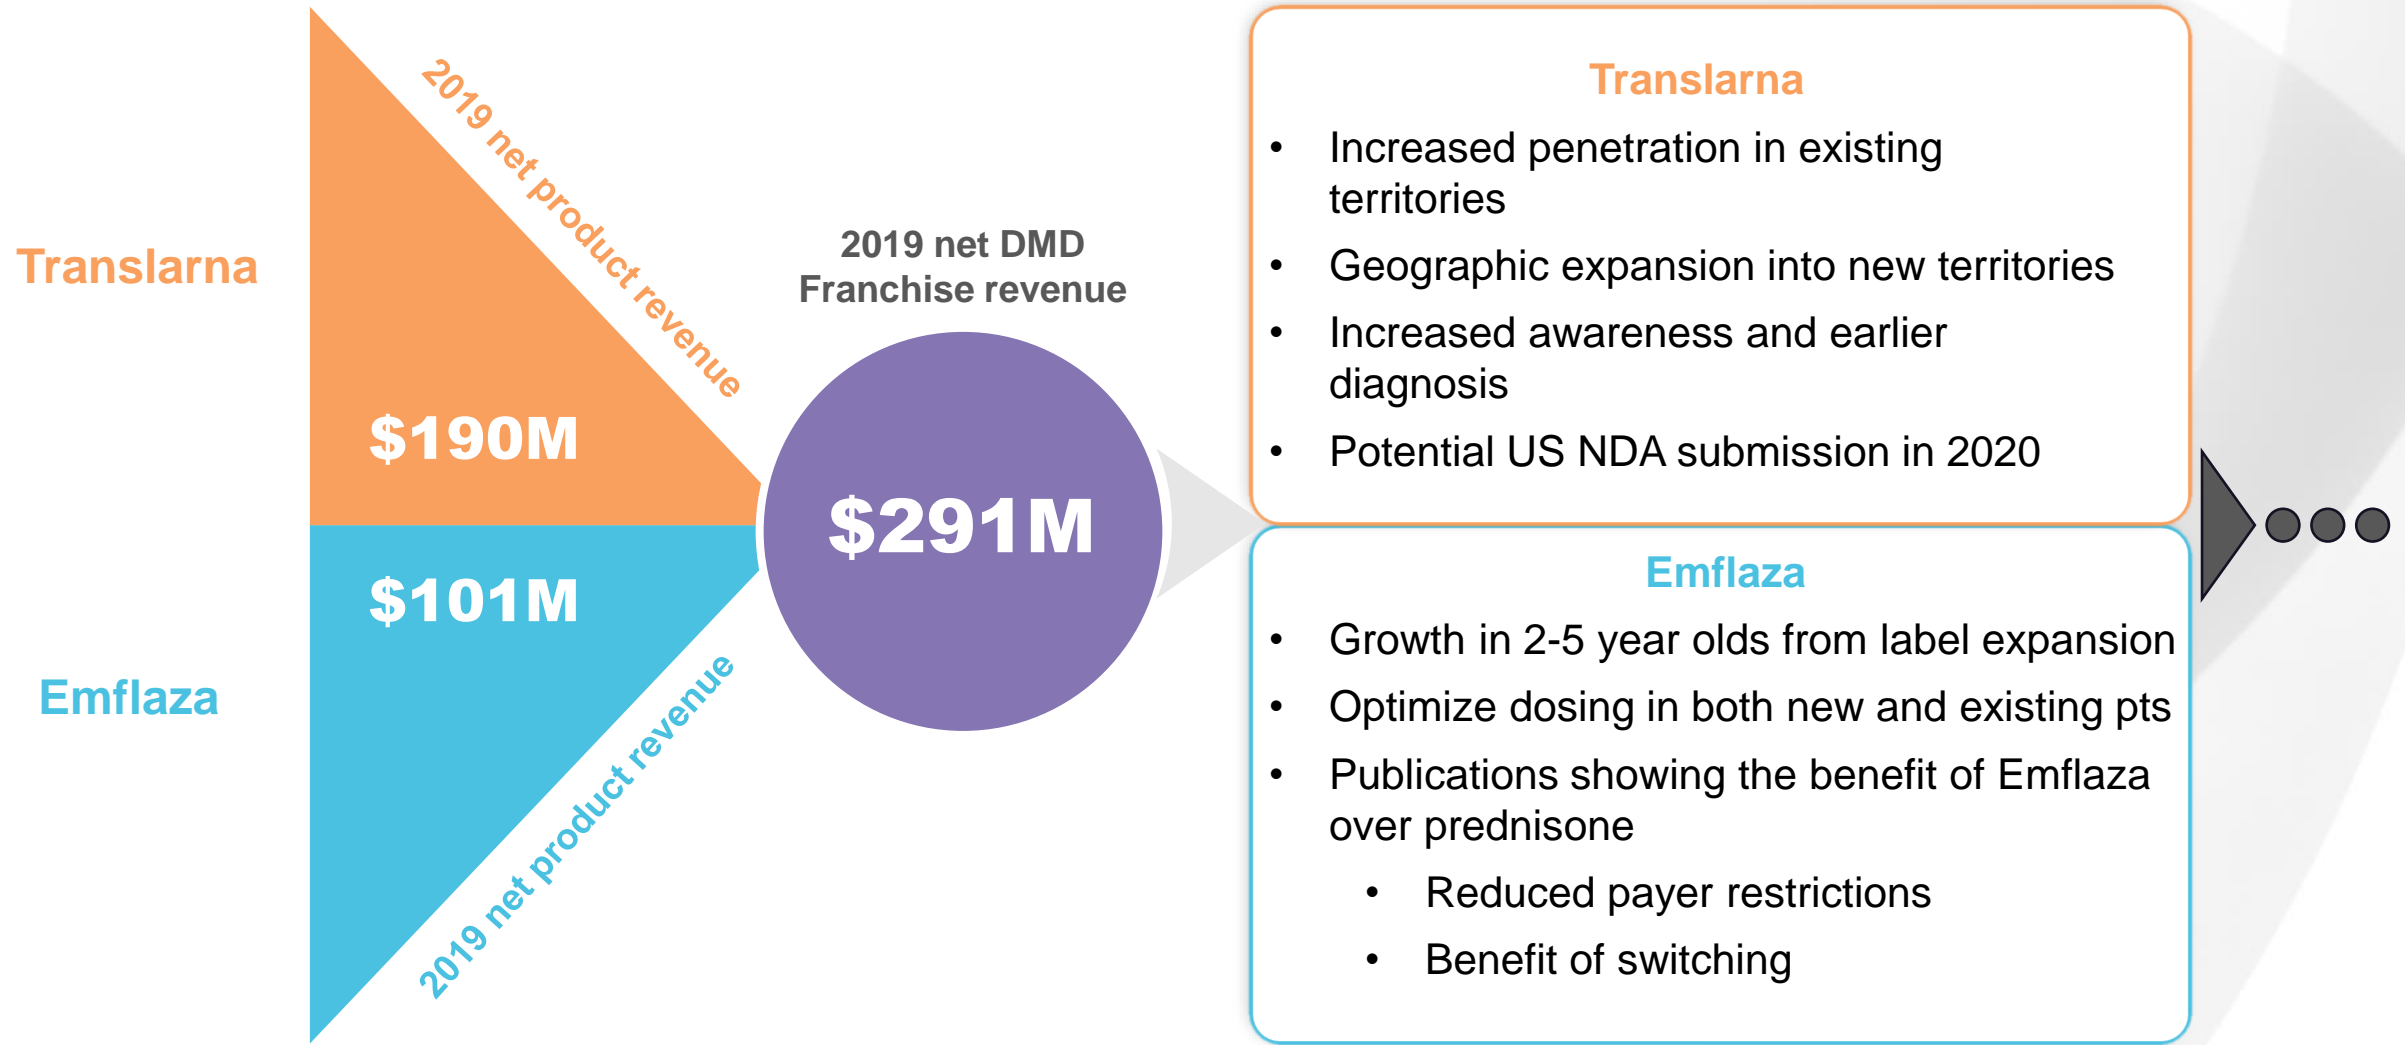 Translarna
2019 net product revenue
$190M
$101M
Emflaza
2019 net product revenue
2019 net DMD
Franchise revenue
$291M
Translarna
• Increased penetration in existing
territories
• Geographic expansion into new territories
• Increased awareness and earlier
diagnosis
• Potential US NDA submission in 2020
Emflaza
• Growth in 2-5 year olds from label expansion
• Optimize dosing in both new and existing pts
• Publications showing the benefit of Emflaza
over prednisone
• Reduced payer restrictions
• Benefit of switching